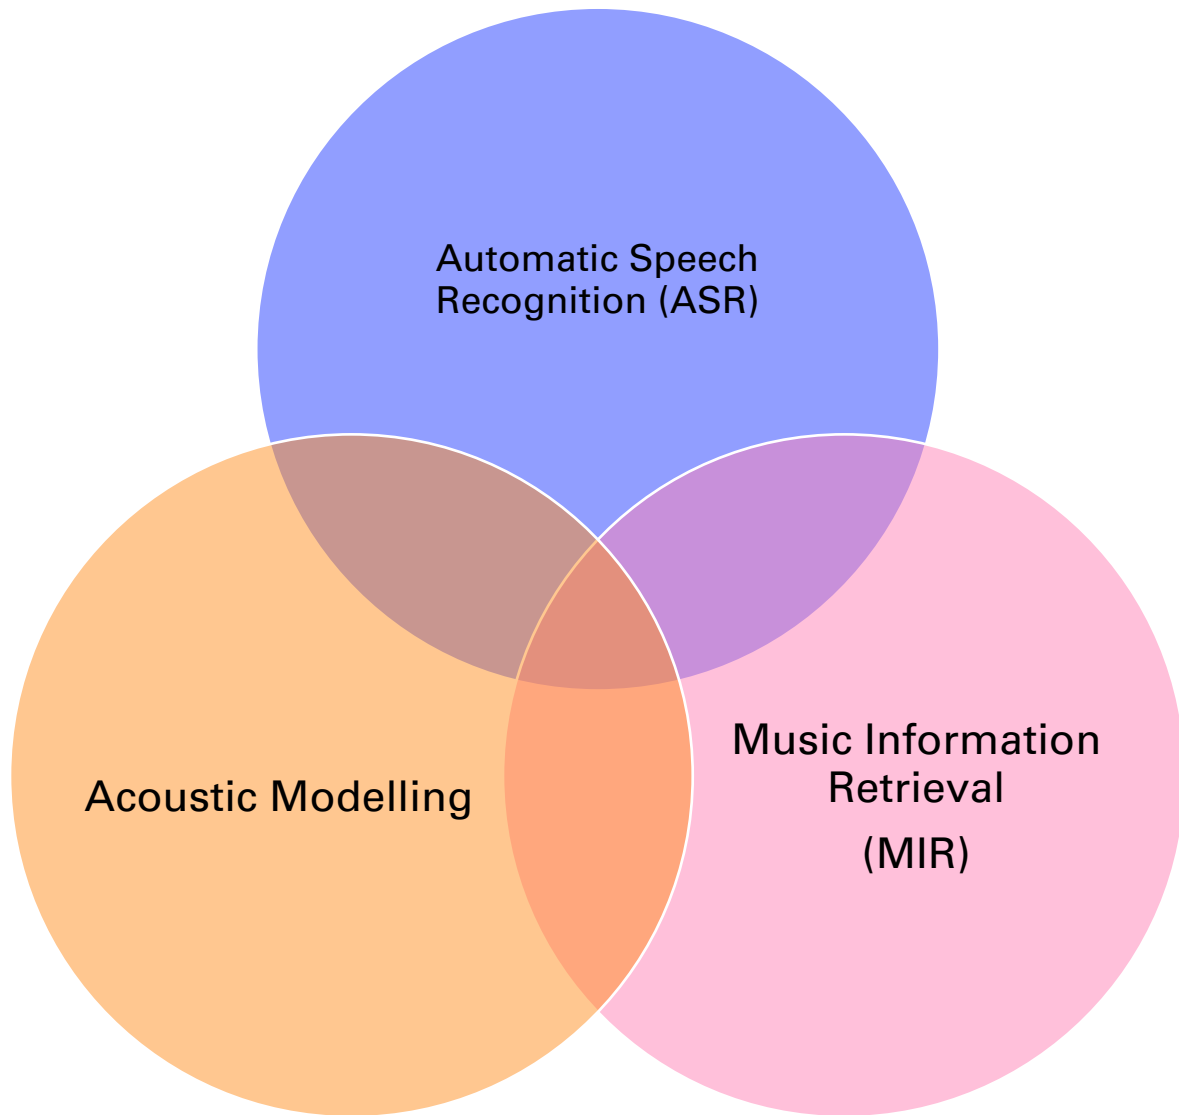 Automatic Speech
Recognition (ASR)
Acoustic Modelling
Music Information
Retrieval
(MIR)